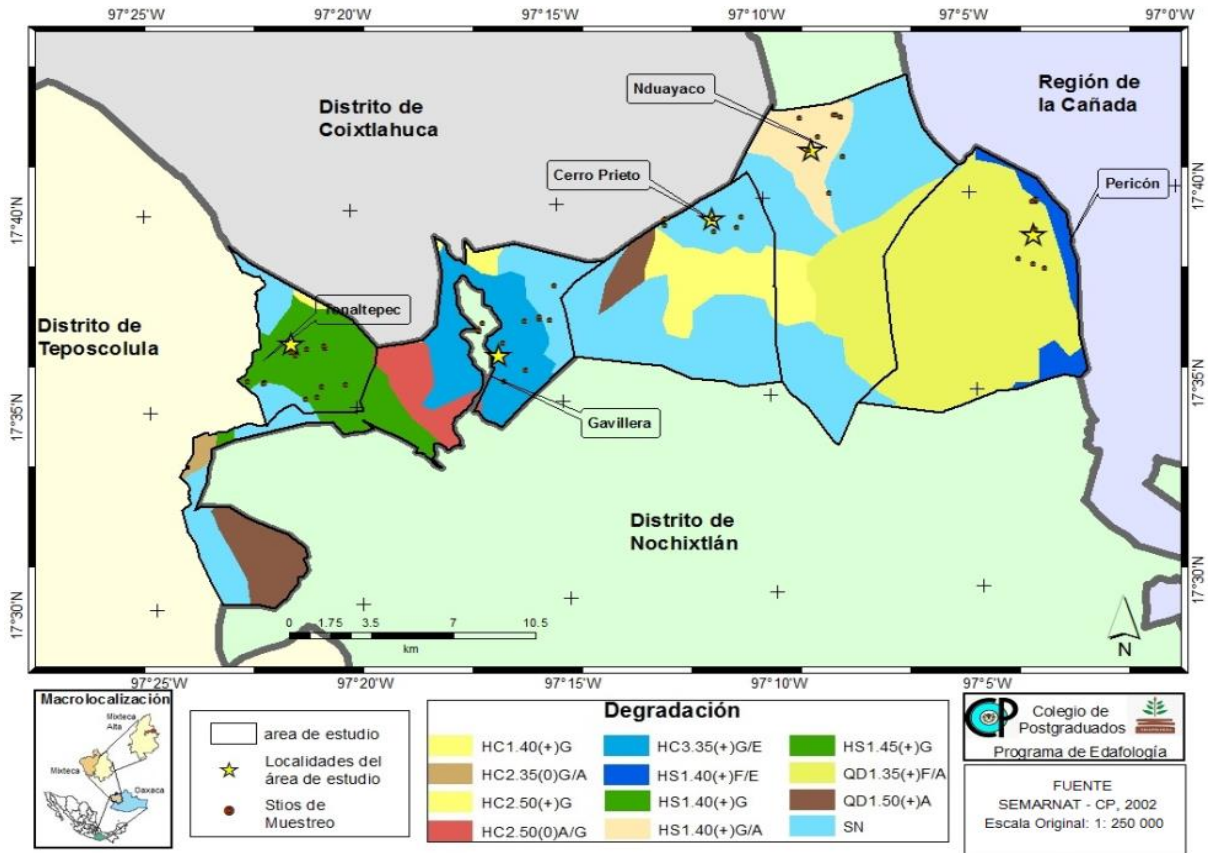 97°25'W 97°20'W 97°15'W 97°10'W 97°5'W 97°0'W
Distrito de
Coixtlahuca
Nduayaco
Región de
la Cañada
Cerro Prieto
Pericón
17°40'N
17°40'N
Distrito de
Teposcolula
Tonaltepec
17°35'N
17°35'N
Gavillera
Distrito de
Nochixtlán
17°30'N
17°30'N
0 1.75 3.5 7 10.5
km
N
97°25'W 97°20'W 97°15'W 97°10'W 97°5'W
Macrolocalización
Mixteca
Alta
Mixteca
Oaxaca
area de estudio
Localidades del
área de estudio
Stios de
Muestreo
Degradación
HC1.40(+)G
HC2.35(0)G/A
HC2.50(+)G
HC2.50(0)A/G
HC3.35(+)G/E
HS1.40(+)F/E
HS1.40(+)G
HS1.40(+)G/A
HS1.45(+)G
QD1.35(+)F/A
QD1.50(+)A
SN
CP
Colegio de
Postgraduados
Programa de Edafología
FUENTE
SEMARNAT - CP, 2002
Escala Original: 1: 250 000